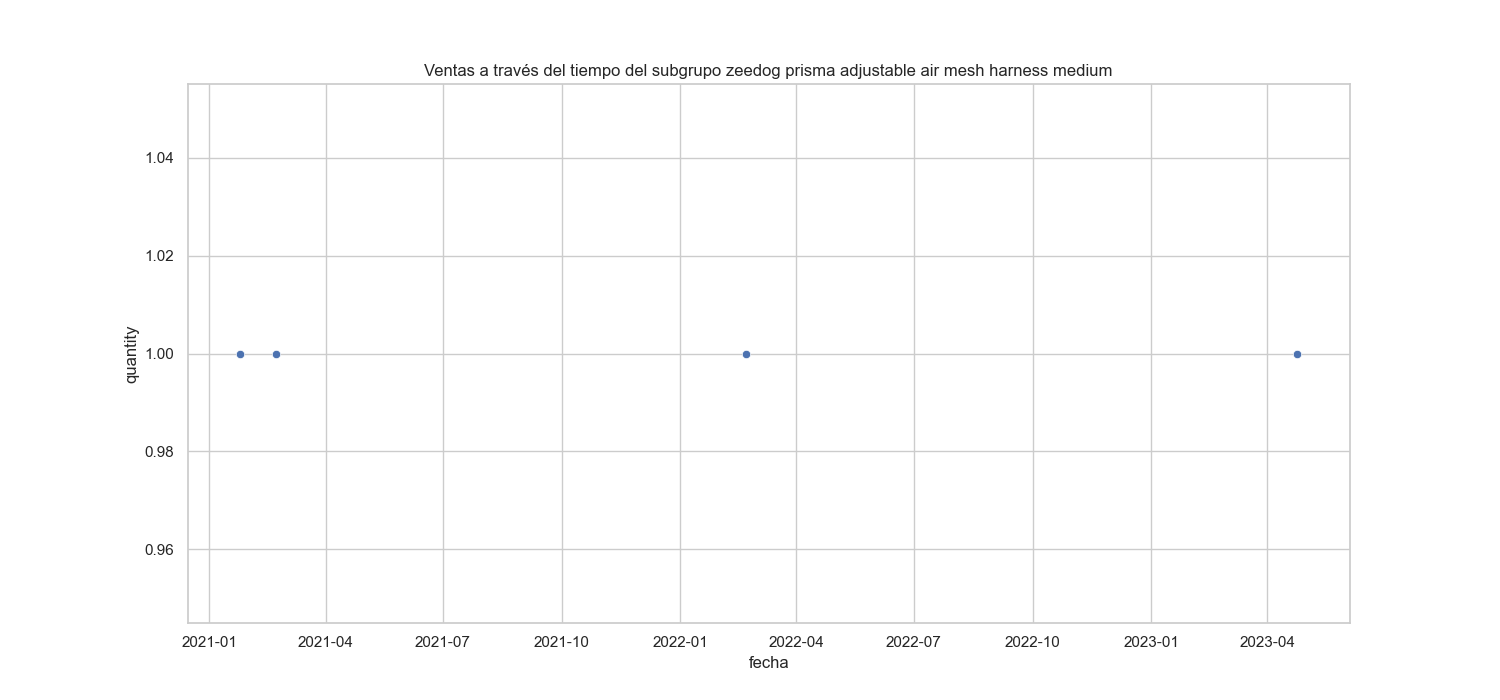 Ventas a través del tiempo del subgrupo zeedog prisma adjustable air mesh harness medium
1.04
1.02
1.00
0.98
0.96
quantity
2021-01 2021-04 2021-07 2021-10 2022-01 2022-04 2022-07 2022-10 2023-01 2023-04
fecha